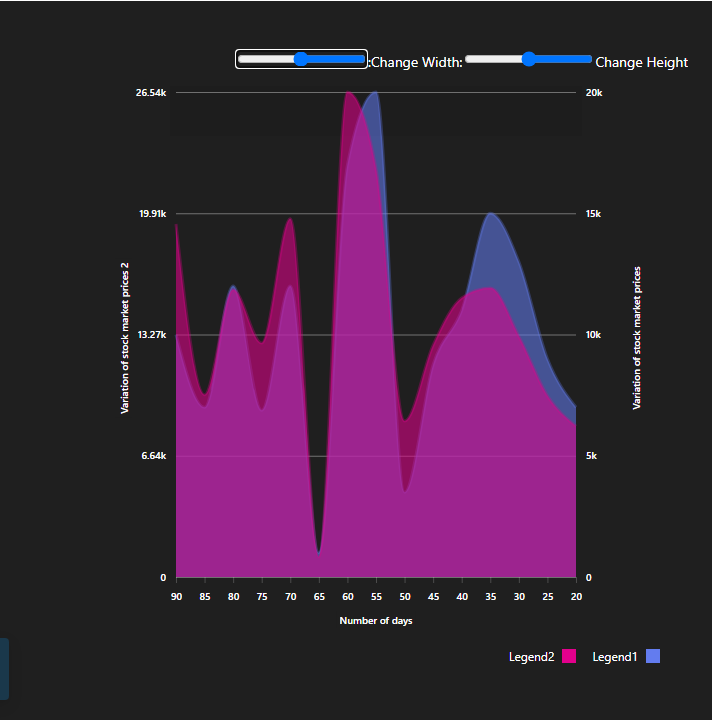 :Change Width: Change Height
26.54k 20k
19.91k 15k
13.27k 10k
6.64k 5k
0 0
Variation of stock market prices 2
Variation of stock market prices
90 85 80 75 70 65 60 55 50 45 40 35 30 25 20
Number of days
Legend2 Legend1